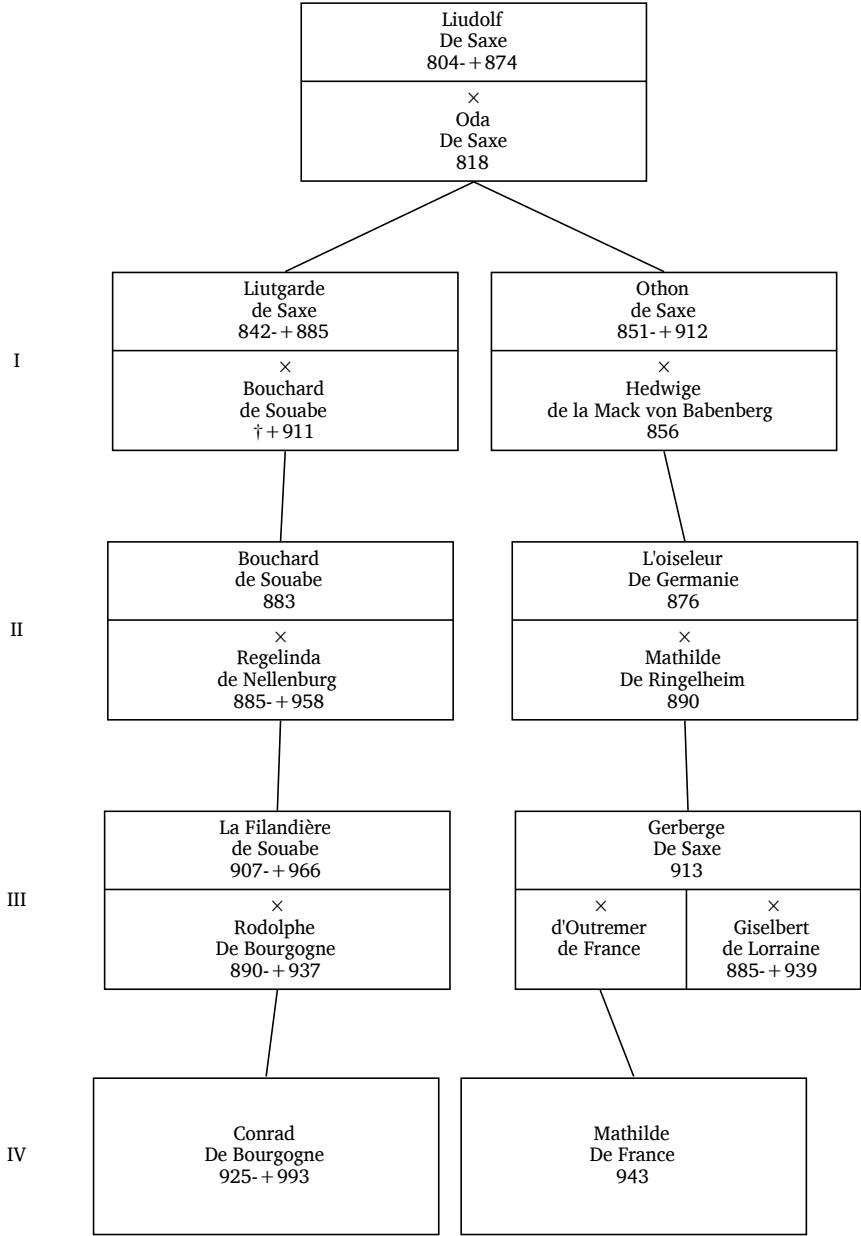 Liudolf
De Saxe
804-+874
×
Oda
De Saxe
818
I
Liutgarde
de Saxe
842-+885
×
Bouchard
de Souabe
†+911
Othon
de Saxe
851-+912
×
Hedwige
de la Mack von Babenberg
856
II
Bouchard
de Souabe
883
×
Regelinda
de Nellenburg
885-+958
L'oiseleur
De Germanie
876
×
Mathilde
De Ringelheim
890
III
La Filandière
de Souabe
907-+966
×
Rodolphe
De Bourgogne
890-+937
Gerberge
De Saxe
913
×
d'Outremer
de France
×
Giselbert
de Lorraine
885-+939
IV
Conrad
De Bourgogne
925-+993
Mathilde
De France
943